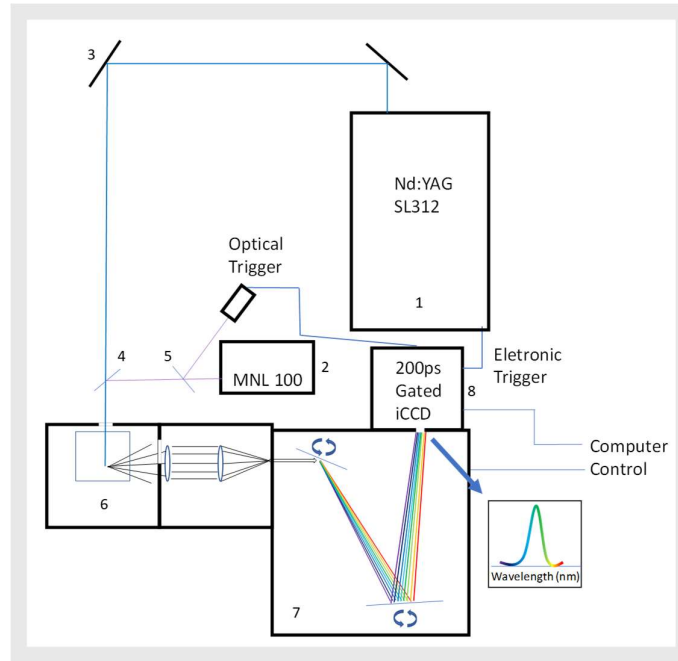 3
Nd:YAG
SL312
1
Optical
Trigger
4
5
MNL 100
2
200ps
Gated
iCCD
8
Eletronic
Trigger
Computer
Control
6
7
Wavelength (nm)